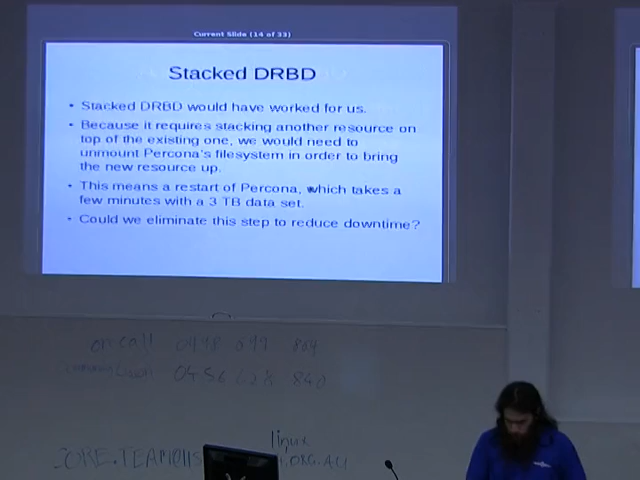 Current Slide (14 of 33)
Stacked DRBD
• Stacked DRBD would have worked for us.
• Because it requires stacking another resource on
top of the existing one, we would need to
unmount Percona's filesystem in order to bring
the new resource up.
• This means a restart of Percona, which takes a
few minutes with a 3 TB data set.
• Could we eliminate this step to reduce downtime?
on call
linux
.ORG.AU